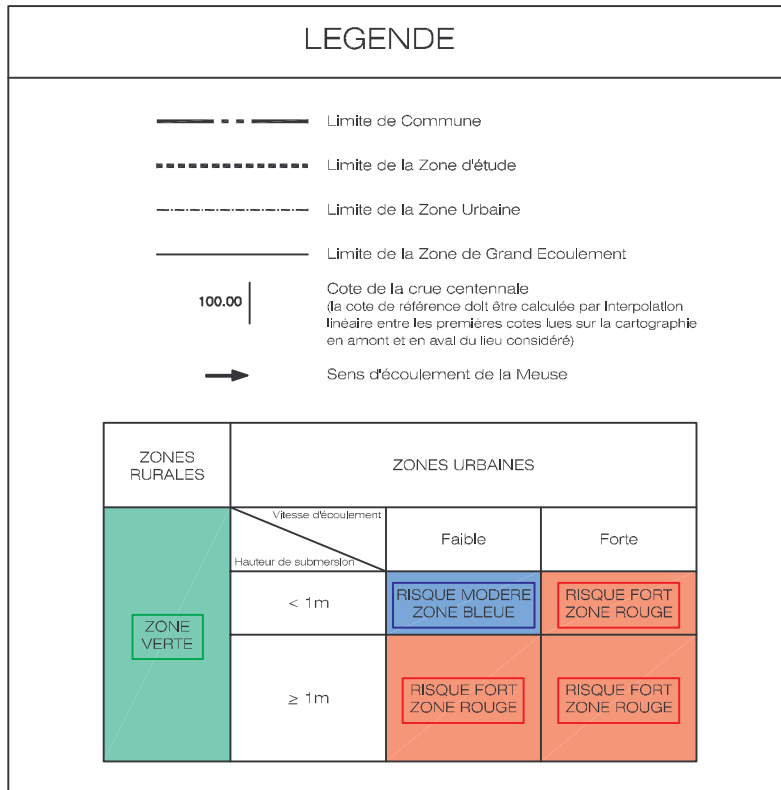 LEGENDE
Limite de Commune
Limite de la Zone d'étude
Limite de la Zone Urbaine
Limite de la Zone de Grand Ecoulement
100.00
Cote de la crue centennale
(la cote de référence doit être calculée par interpolation
linéaire entre les premières cotes lues sur la cartographie
en amont et en aval du lieu considéré)
Sens d'écoulement de la Meuse
ZONES
RURALES
ZONES URBAINES
Vitesse d'écoulement
Hauteur de submersion
Faible
Forte
ZONE
VERTE
< 1m
RISQUE MODERE
ZONE BLEUE
RISQUE FORT
ZONE ROUGE
≥ 1m
RISQUE FORT
ZONE ROUGE
RISQUE FORT
ZONE ROUGE